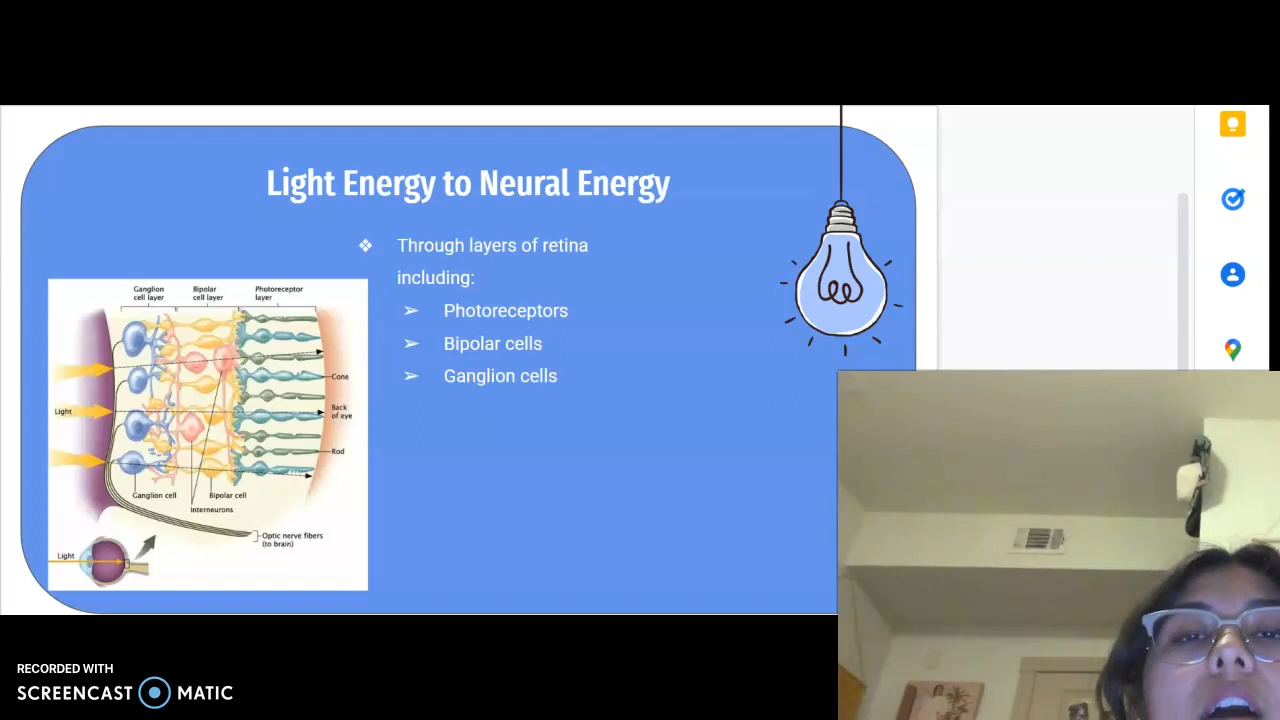 Light Energy to Neural Energy
❖ Through layers of retina
including:
➢ Photoreceptors
➢ Bipolar cells
➢ Ganglion cells
Ganglion
cell layer
Bipolar
cell layer
Photoreceptor
layer
Cone
Light
Back
of eye
Rod
Ganglion cell
Bipolar cell
Interneurons
Optic nerve fibers
(to brain)
Light
RECORDED WITH
SCREENCAST MATIC